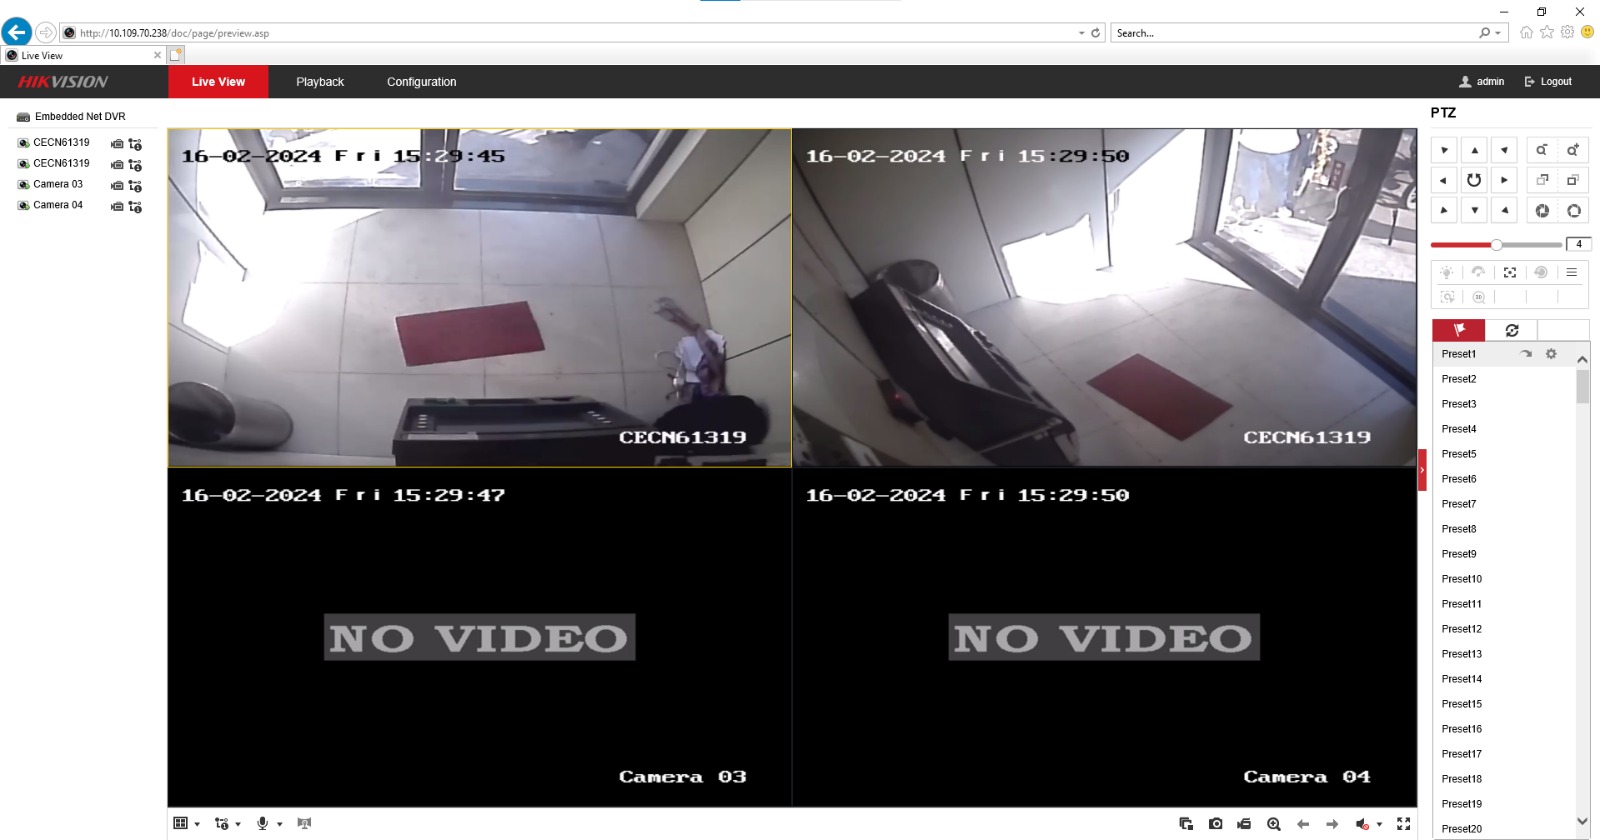 http://10.109.70.238/doc/page/preview.asp
Search...
Live View
HIKVISION
Live View
Playback
Configuration
admin
Logout
Embedded Net DVR
CECN61319
CECN61319
Camera 03
Camera 04
16-02-2024 Fri 15:29:45
CECN61319
16-02-2024 Fri 15:29:50
CECN61319
16-02-2024 Fri 15:29:47
NO VIDEO
Camera 03
16-02-2024 Fri 15:29:50
NO VIDEO
Camera 04
PTZ
4
3D
Preset1
Preset2
Preset3
Preset4
Preset5
Preset6
Preset7
Preset8
Preset9
Preset10
Preset11
Preset12
Preset13
Preset14
Preset15
Preset16
Preset17
Preset18
Preset19
Preset20